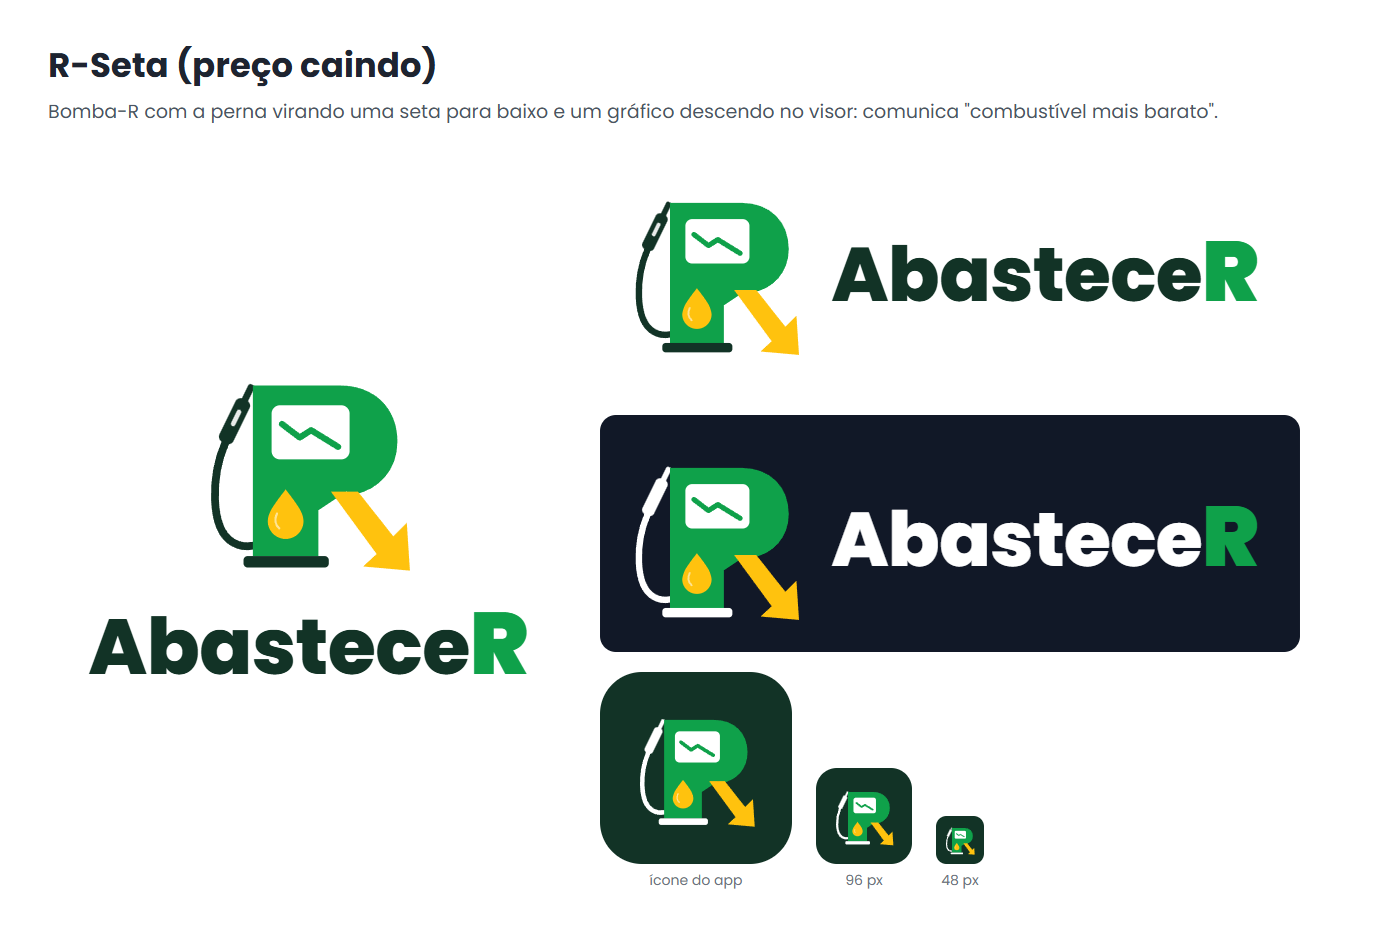 R-Seta (preço caindo)
Bomba-R com a perna virando uma seta para baixo e um gráfico descendo no visor: comunica "combustível mais barato".
AbasteceR
AbasteceR
AbasteceR
ícone do app
96 px
48 px